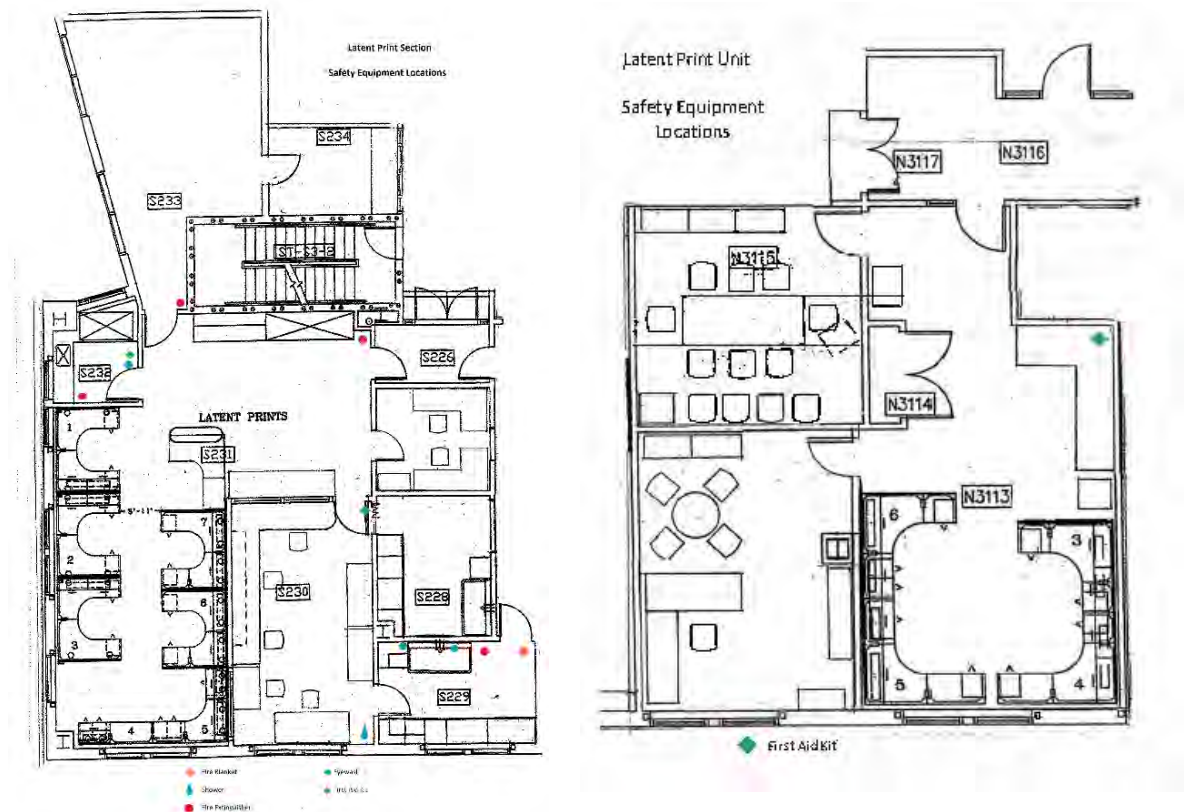 Latent Print Section
Safety Equipment Locations
S234
S233
ST-S3-2
S226
S232
LATENT PRINTS
S231
1
5'-11"
7
2
S230
S228
6
3
S229
4
5
Fire Blanket
Shower
Fire Extinguisher
Eyewash
Latent Print Unit
Safety Equipment
Locations
N3117
N3116
N3115
N3114
N3113
6
3
5
4
First Aid Kit